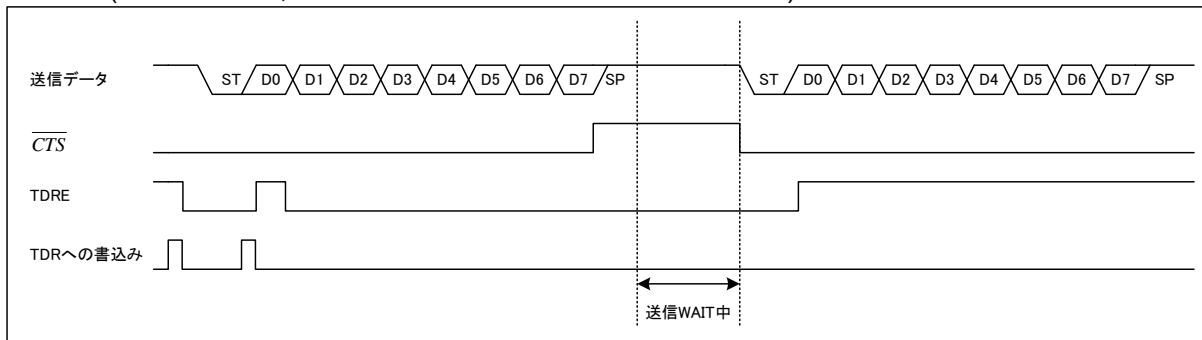 送信データ ST D0 D1 D2 D3 D4 D5 D6 D7 SP ST D0 D1 D2 D3 D4 D5 D6 D7 SP
CTS
TDRE
TDRへの書込み
送信WAIT中